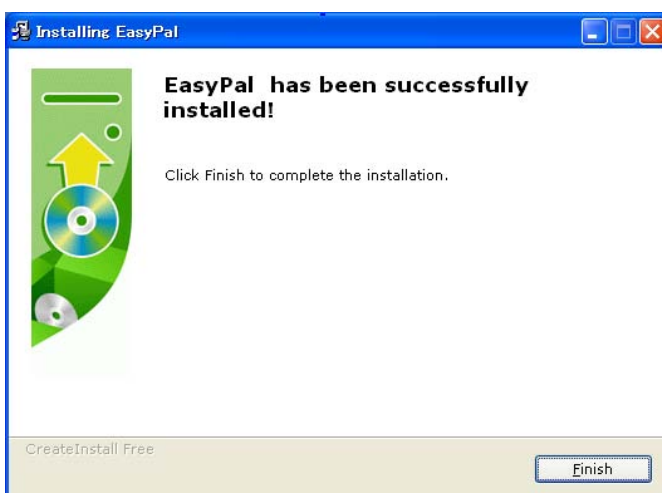 Installing EasyPal
EasyPal has been successfully
installed!
Click Finish to complete the installation.
CreateInstall Free
Finish